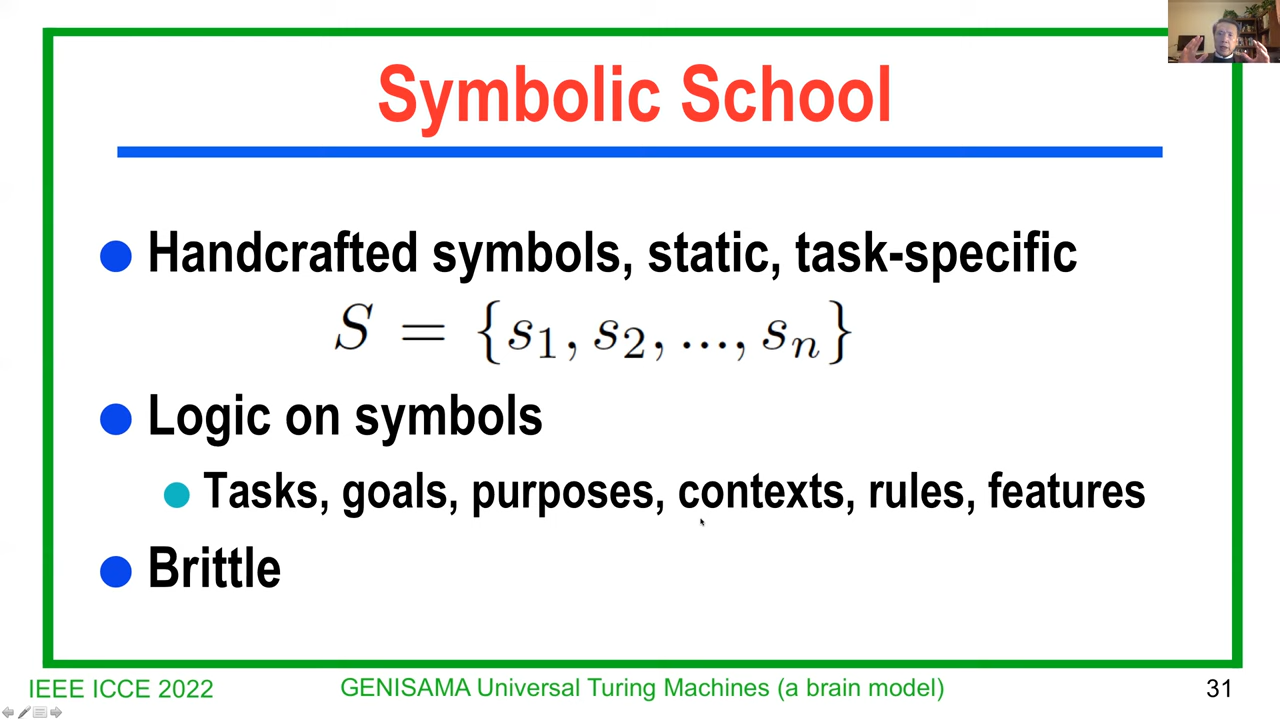 Symbolic School
Handcrafted symbols, static, task-specific
S = {s₁, s₂, ..., sₙ}
Logic on symbols
Tasks, goals, purposes, contexts, rules, features
Brittle
IEEE ICCE 2022
GENISAMA Universal Turing Machines (a brain model)
31